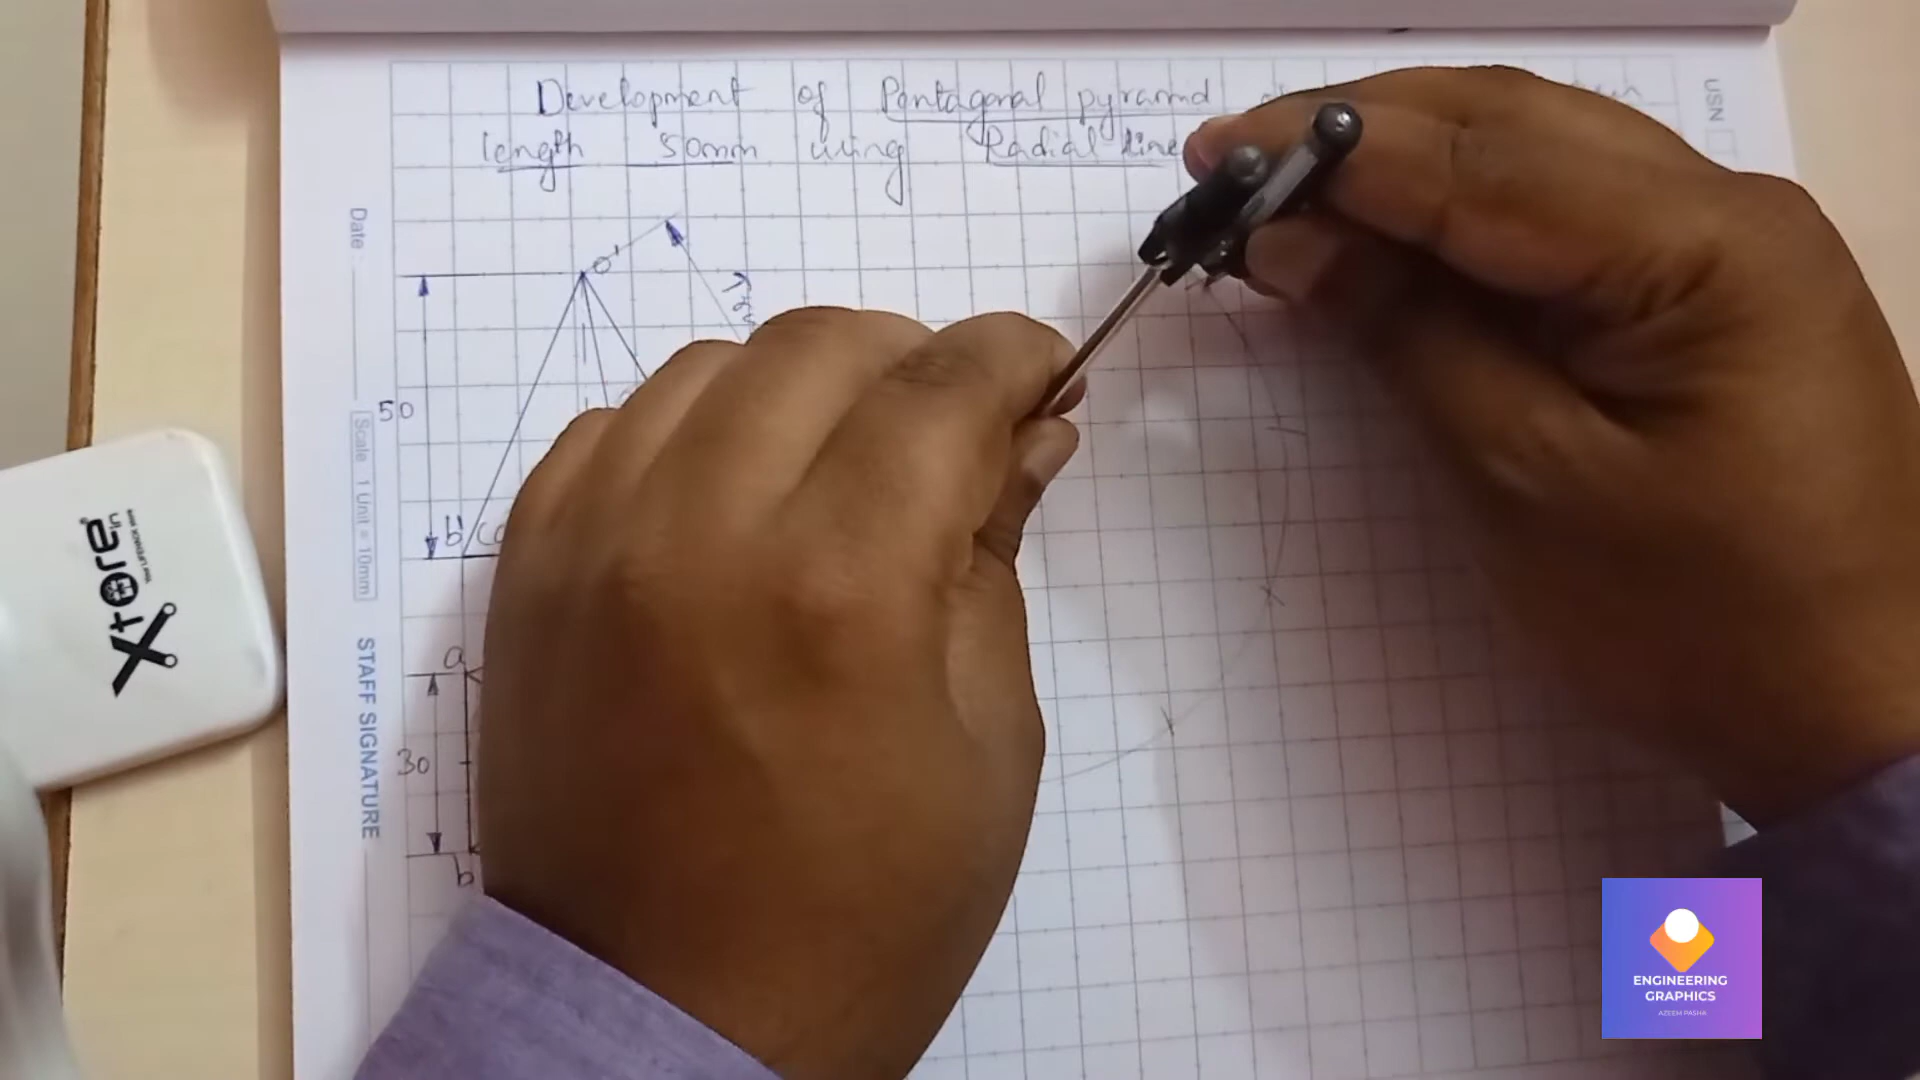 Development of Pentagonal pyramid
length 50mm using Radial line
USN
Date:
o'
50
b'
Scale 1 Unit = 10mm
STAFF SIGNATURE
a
30
b
Xtore
ENGINEERING
GRAPHICS
AZEEM PASHA